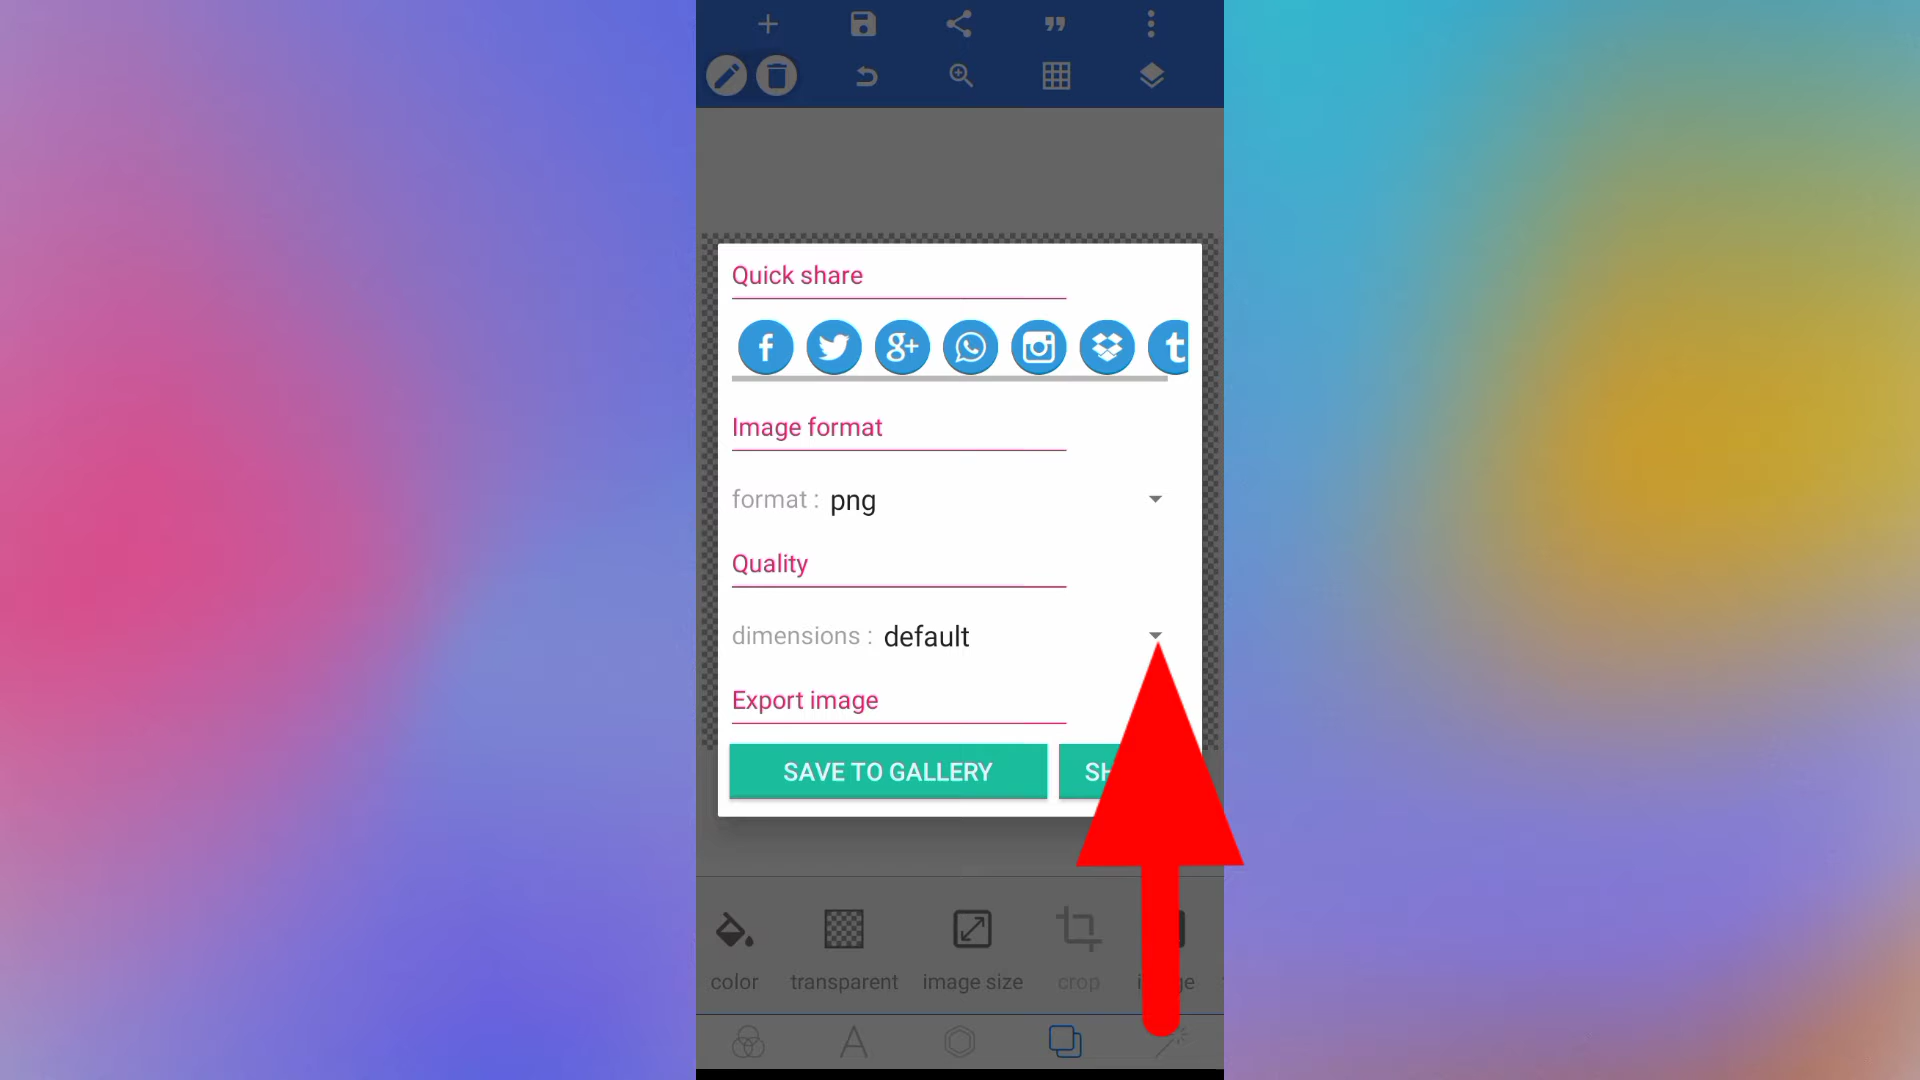 Quick share
Image format
format : png
Quality
dimensions : default
Export image
SAVE TO GALLERY
color transparent image size crop